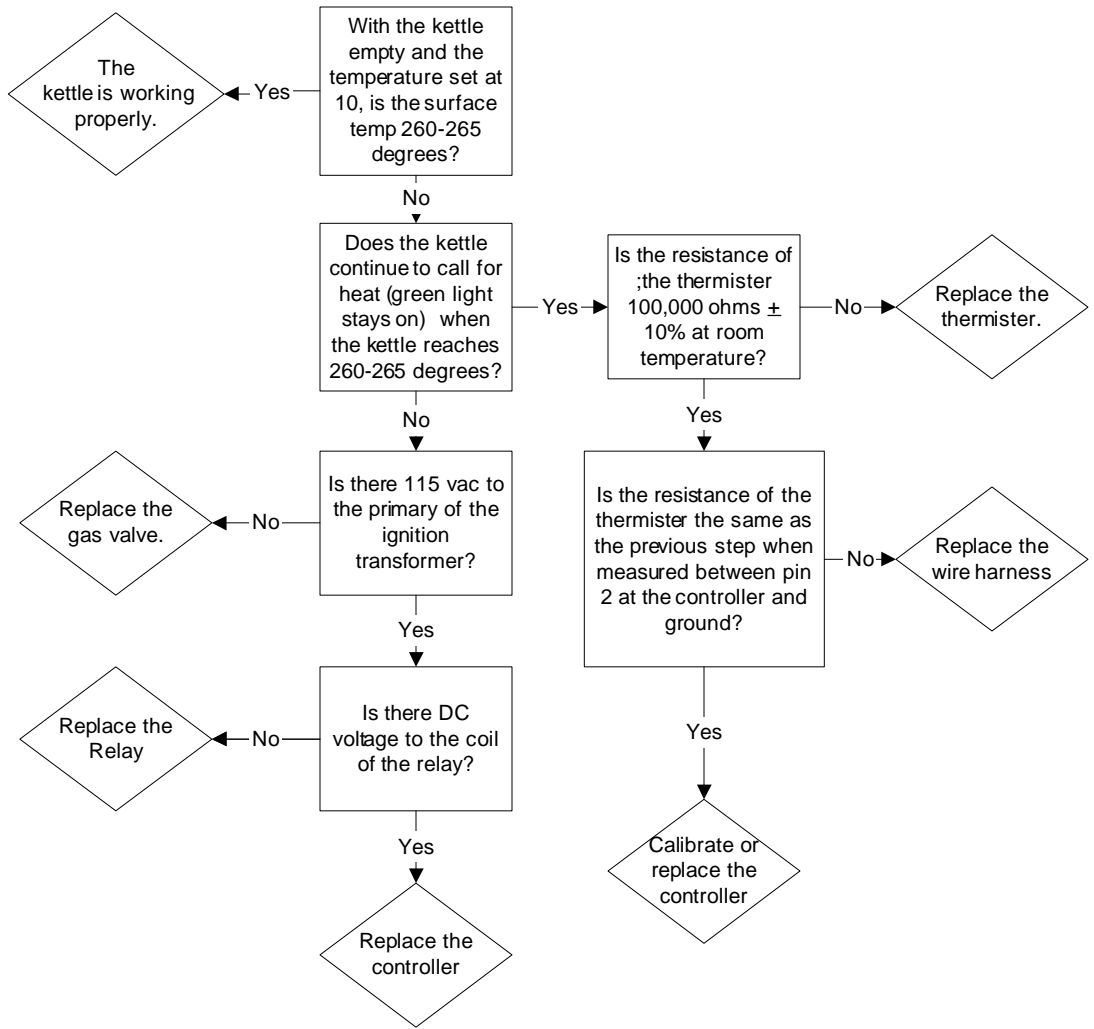 The
kettle is working
properly.
Yes
With the kettle
empty and the
temperature set at
10, is the surface
temp 260-265
degrees?
No
Does the kettle
continue to call for
heat (green light
stays on) when
the kettle reaches
260-265 degrees?
Yes
Is the resistance of
;the thermister
100,000 ohms ±
10% at room
temperature?
No
Replace the
thermister.
No
Yes
Replace the
gas valve.
No
Is there 115 vac to
the primary of the
ignition
transformer?
Is the resistance of the
thermister the same as
the previous step when
measured between pin
2 at the controller and
ground?
No
Replace the
wire harness
Yes
Replace the
Relay
No
Is there DC
voltage to the coil
of the relay?
Yes
Yes
Calibrate or
replace the
controller
Replace the
controller